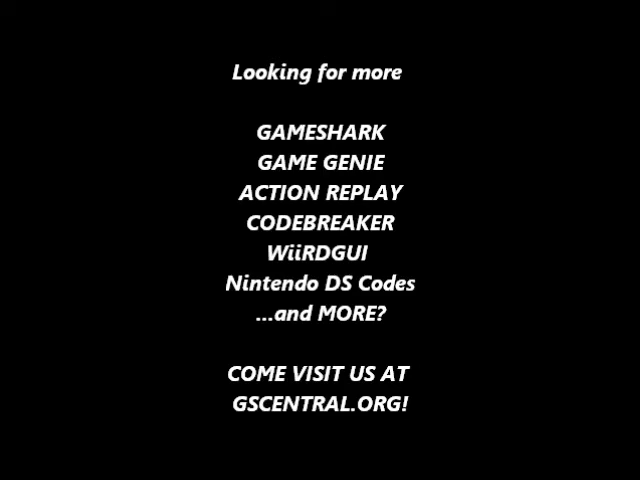 Looking for more
GAMESHARK
GAME GENIE
ACTION REPLAY
CODEBREAKER
WiiRDGUI
Nintendo DS Codes
...and MORE?
COME VISIT US AT
GSCENTRAL.ORG!